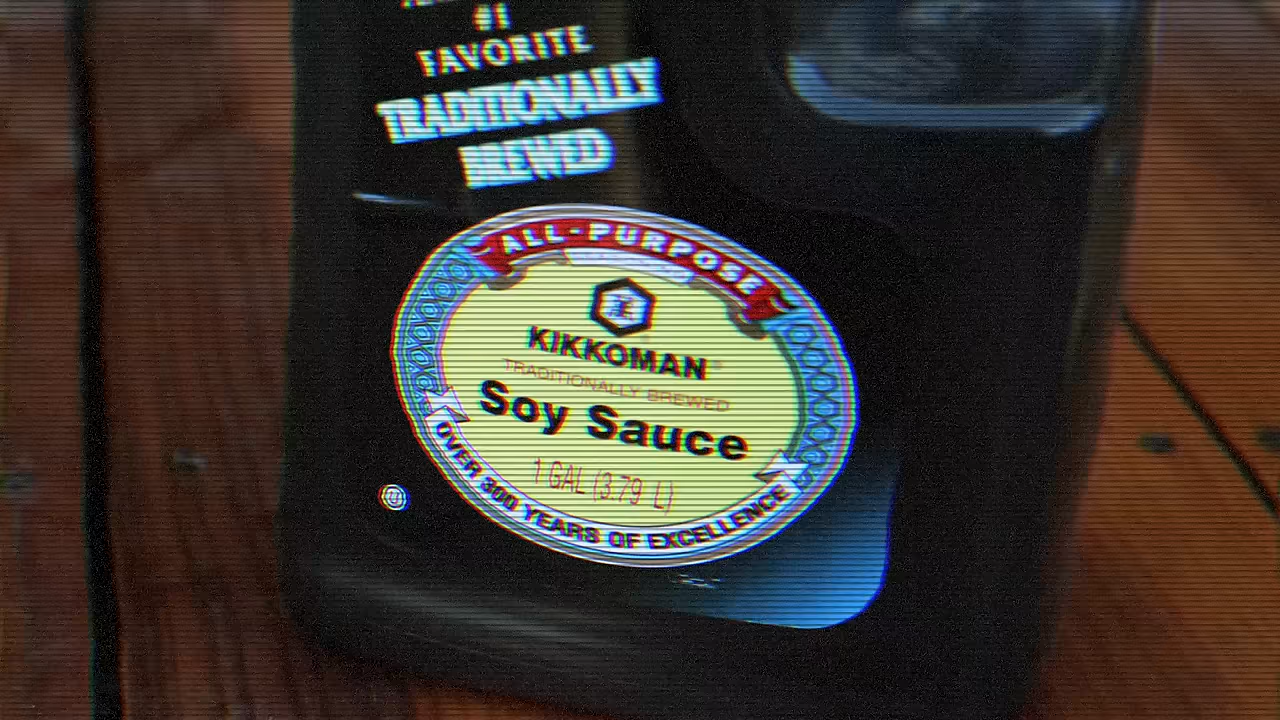 #1
FAVORITE
TRADITIONALLY
BREWED
ALL-PURPOSE
KIKKOMAN
TRADITIONALLY BREWED
Soy Sauce
1 GAL (3.79 L)
OVER 300 YEARS OF EXCELLENCE
U